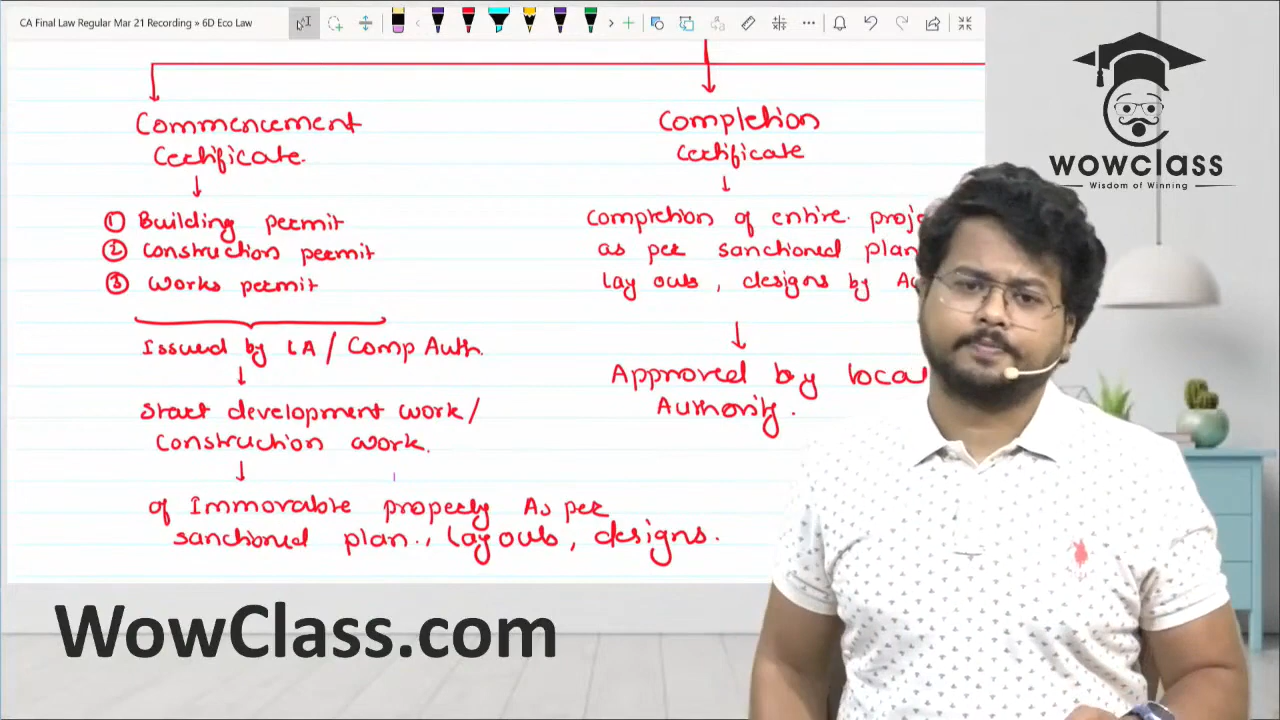 CA Final Law Regular Mar 21 Recording » 6D Eco Law
wowclass
Wisdom of Winning
Commencement
Certificate.
① Building permit
② Construction permit
③ Works permit
Issued by LA / Comp Auth.
Start development work /
Construction work.
of Immovable property As per
sanctioned plan., layouts, designs.
Completion
Certificate
Completion of entire
as per sanctioned plan
layouts, designs by
Approved by local
Authority.
WowClass.com